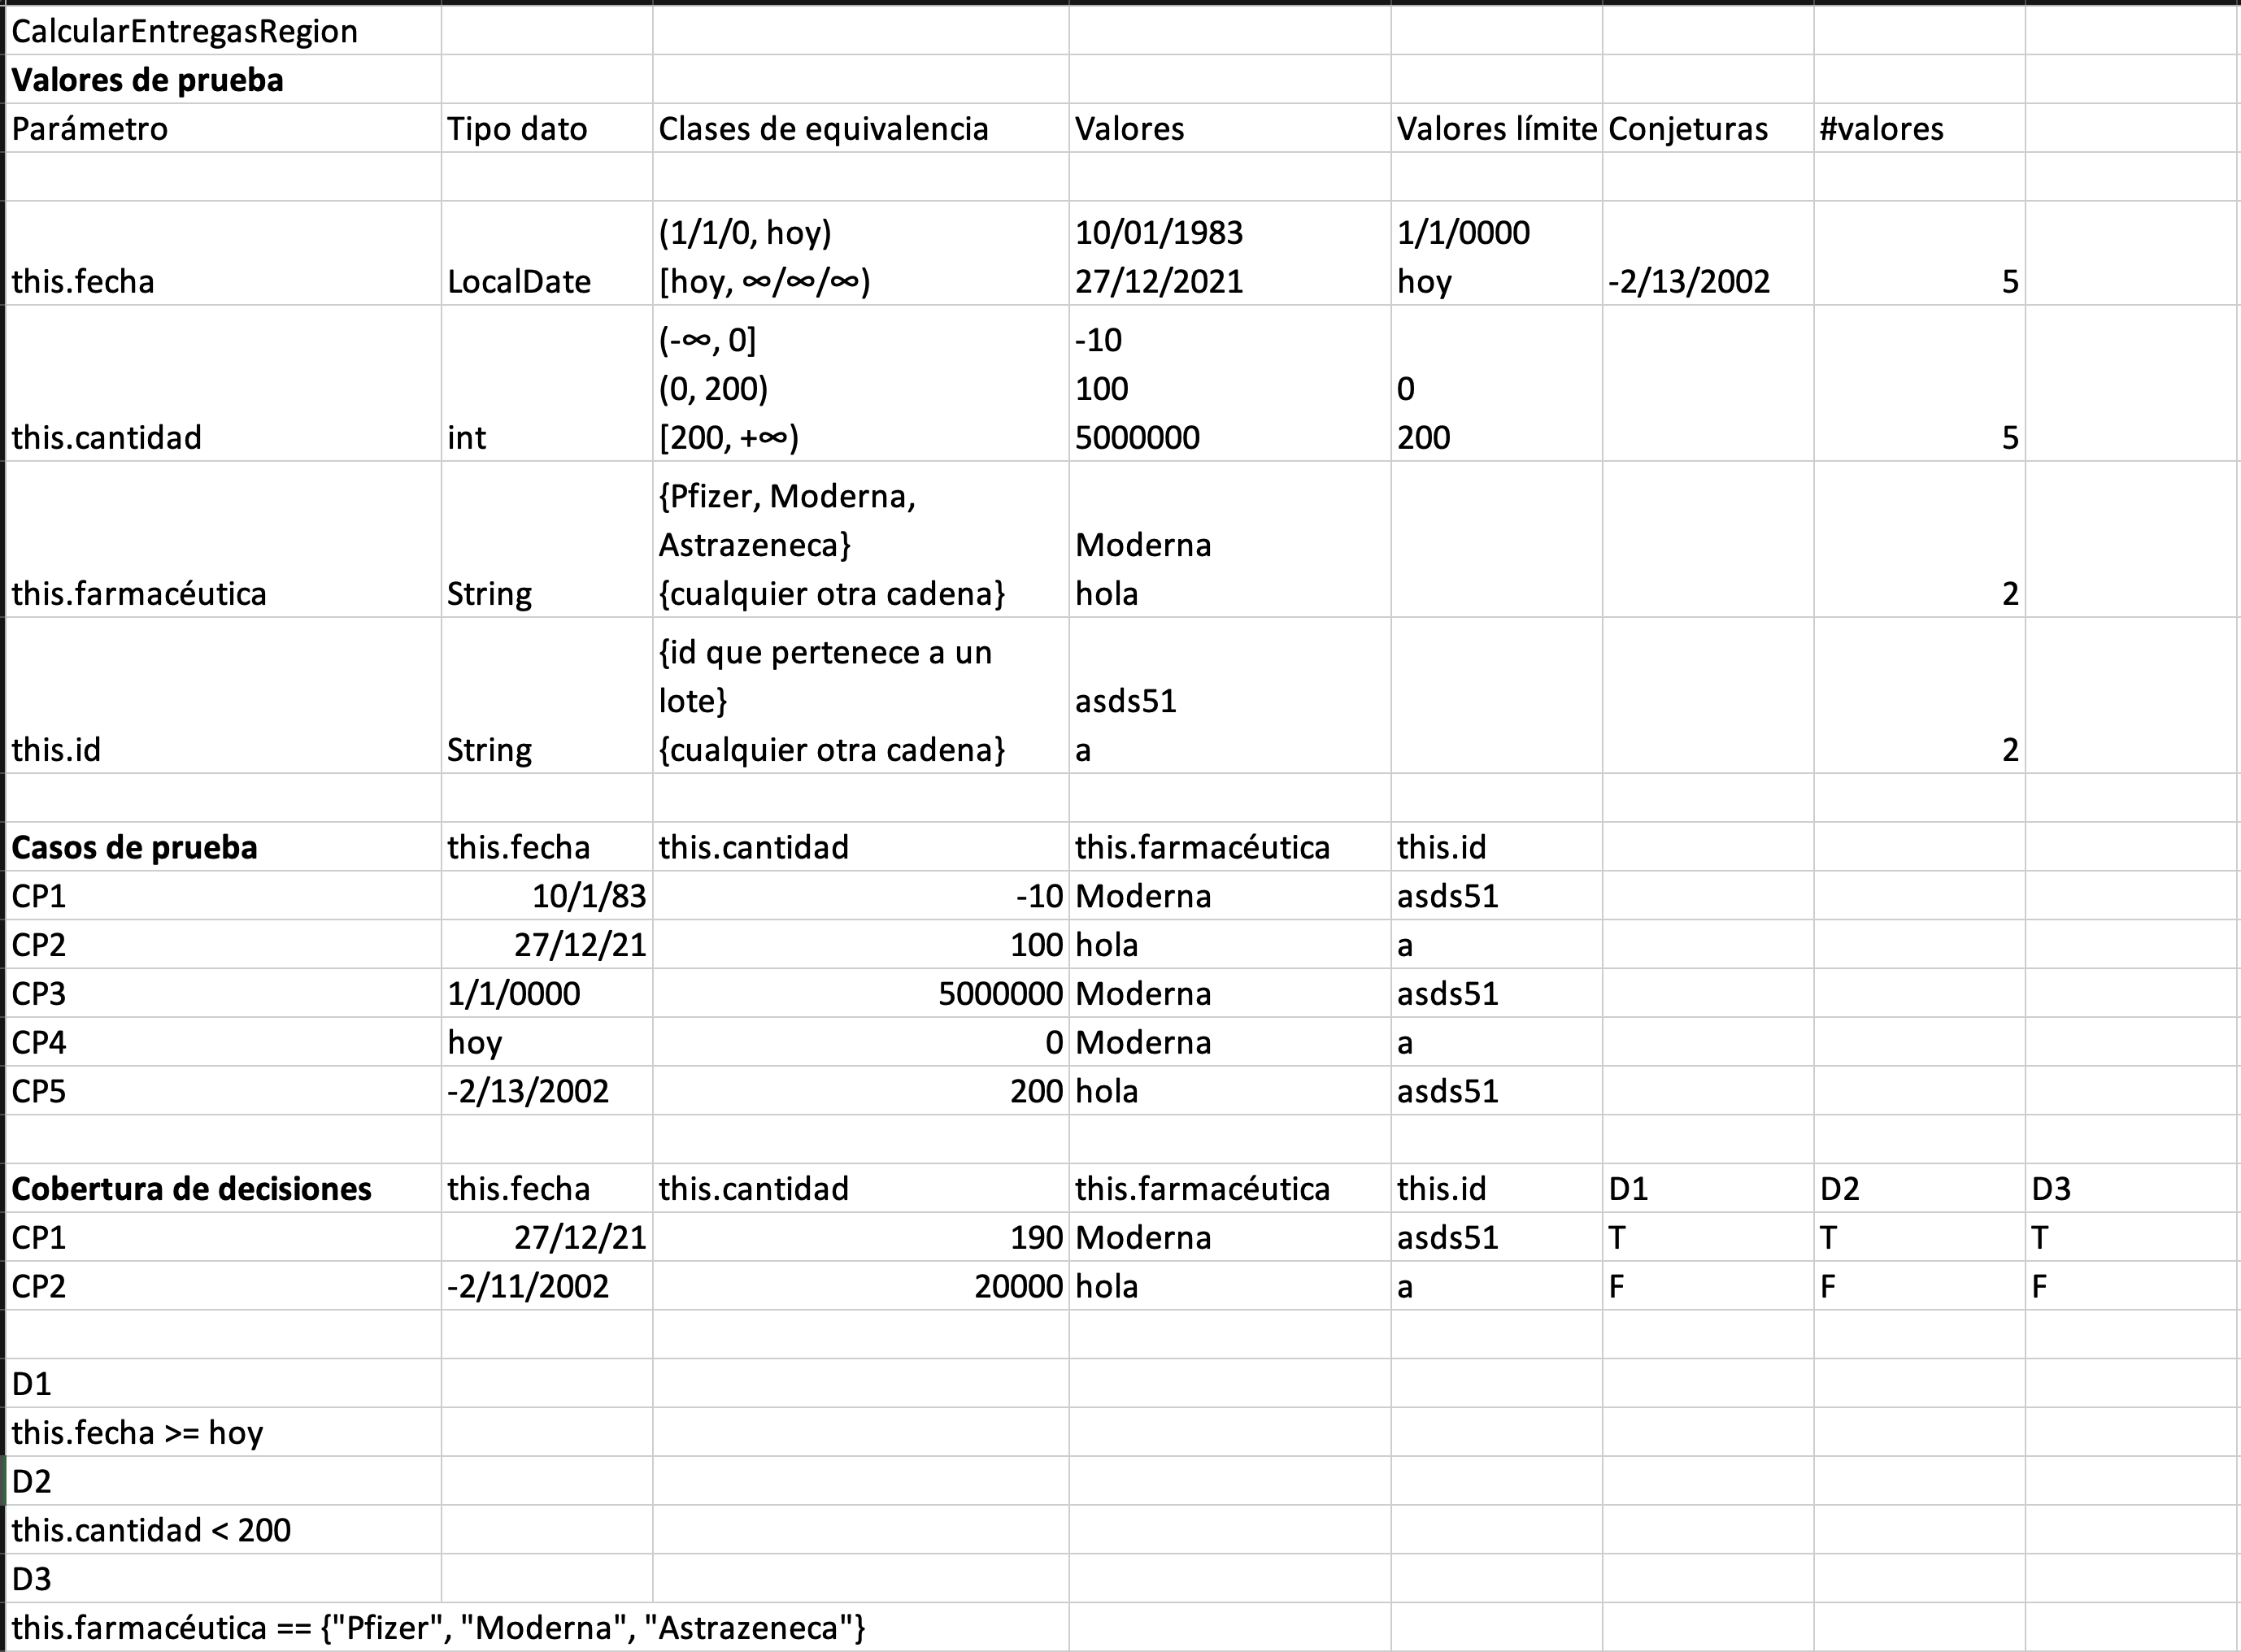 CalcularEntregasRegion
Valores de prueba
Parámetro Tipo dato Clases de equivalencia Valores Valores límite Conjeturas #valores
(1/1/0, hoy) 10/01/1983 1/1/0000
this.fecha LocalDate [hoy, ∞/∞/∞) 27/12/2021 hoy -2/13/2002 5
(-∞, 0] -10
(0, 200) 100 0
this.cantidad int [200, +∞) 5000000 200 5
{Pfizer, Moderna,
Astrazeneca} Moderna
this.farmacéutica String {cualquier otra cadena} hola 2
{id que pertenece a un
lote} asds51
this.id String {cualquier otra cadena} a 2
Casos de prueba this.fecha this.cantidad this.farmacéutica this.id
CP1 10/1/83 -10 Moderna asds51
CP2 27/12/21 100 hola a
CP3 1/1/0000 5000000 Moderna asds51
CP4 hoy 0 Moderna a
CP5 -2/13/2002 200 hola asds51
Cobertura de decisiones this.fecha this.cantidad this.farmacéutica this.id D1 D2 D3
CP1 27/12/21 190 Moderna asds51 T T T
CP2 -2/11/2002 20000 hola a F F F
D1
this.fecha >= hoy
D2
this.cantidad < 200
D3
this.farmacéutica == {"Pfizer", "Moderna", "Astrazeneca"}